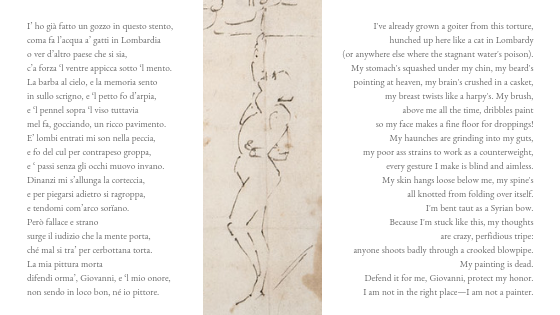 I' ho già fatto un gozzo in questo stento,
coma fa l'acqua a' gatti in Lombardia
o ver d'altro paese che si sia,
c'a forza 'l ventre appicca sotto 'l mento.
La barba al cielo, e la memoria sento
in sullo scrigno, e 'l petto fo d'arpia,
e 'l pennel sopra 'l viso tuttavia
mel fa, gocciando, un ricco pavimento.
E' lombi entrati mi son nella peccia,
e fo del cul per contrapeso groppa,
e ' passi senza gli occhi muovo invano.
Dinanzi mi s'allunga la corteccia,
e per piegarsi adietro si ragroppa,
e tendomi com'arco sorïano.
Però fallace e strano
surge il iudizio che la mente porta,
ché mal si tra' per cerbottana torta.
La mia pittura morta
difendi orma', Giovanni, e 'l mio onore,
non sendo in loco bon, né io pittore.
I've already grown a goiter from this torture,
hunched up here like a cat in Lombardy
(or anywhere else where the stagnant water's poison).
My stomach's squashed under my chin, my beard's
pointing at heaven, my brain's crushed in a casket,
my breast twists like a harpy's. My brush,
above me all the time, dribbles paint
so my face makes a fine floor for droppings!
My haunches are grinding into my guts,
my poor ass strains to work as a counterweight,
every gesture I make is blind and aimless.
My skin hangs loose below me, my spine's
all knotted from folding over itself.
I'm bent taut as a Syrian bow.
Because I'm stuck like this, my thoughts
are crazy, perfidious tripe:
anyone shoots badly through a crooked blowpipe.
My painting is dead.
Defend it for me, Giovanni, protect my honor.
I am not in the right place—I am not a painter.